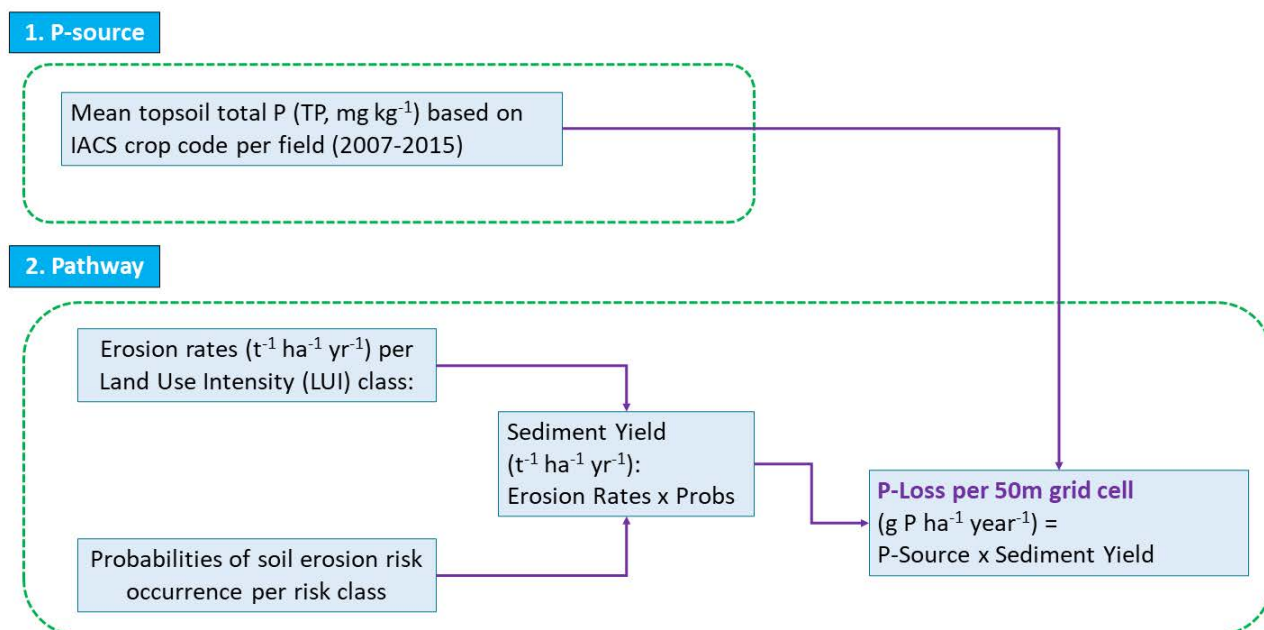 1. P-source
Mean topsoil total P (TP, mg kg⁻¹) based on
IACS crop code per field (2007-2015)
2. Pathway
Erosion rates (t⁻¹ ha⁻¹ yr⁻¹) per
Land Use Intensity (LUI) class:
Sediment Yield
(t⁻¹ ha⁻¹ yr⁻¹):
Erosion Rates x Probs
Probabilities of soil erosion risk
occurrence per risk class
P-Loss per 50m grid cell
(g P ha⁻¹ year⁻¹) =
P-Source x Sediment Yield